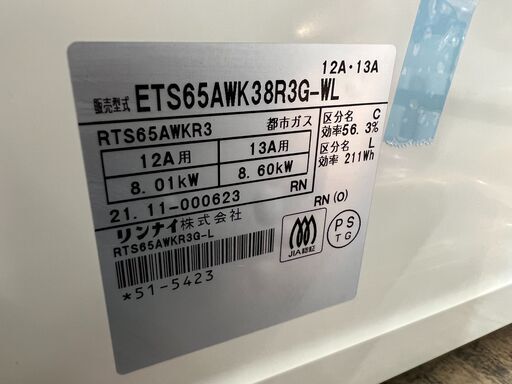 12A・13A
販売型式 ETS65AWK38R3G-WL
RTS65AWKR3 都市ガス
12A用 13A用
8.01kW 8.60kW
区分名 C
効率56.3%
区分名 L
効率 211Wh
21.11-000623 RN
リンナイ株式会社
RN(O)
RTS65AWKR3G-L
JIA認証
PS
TG
*51-5423